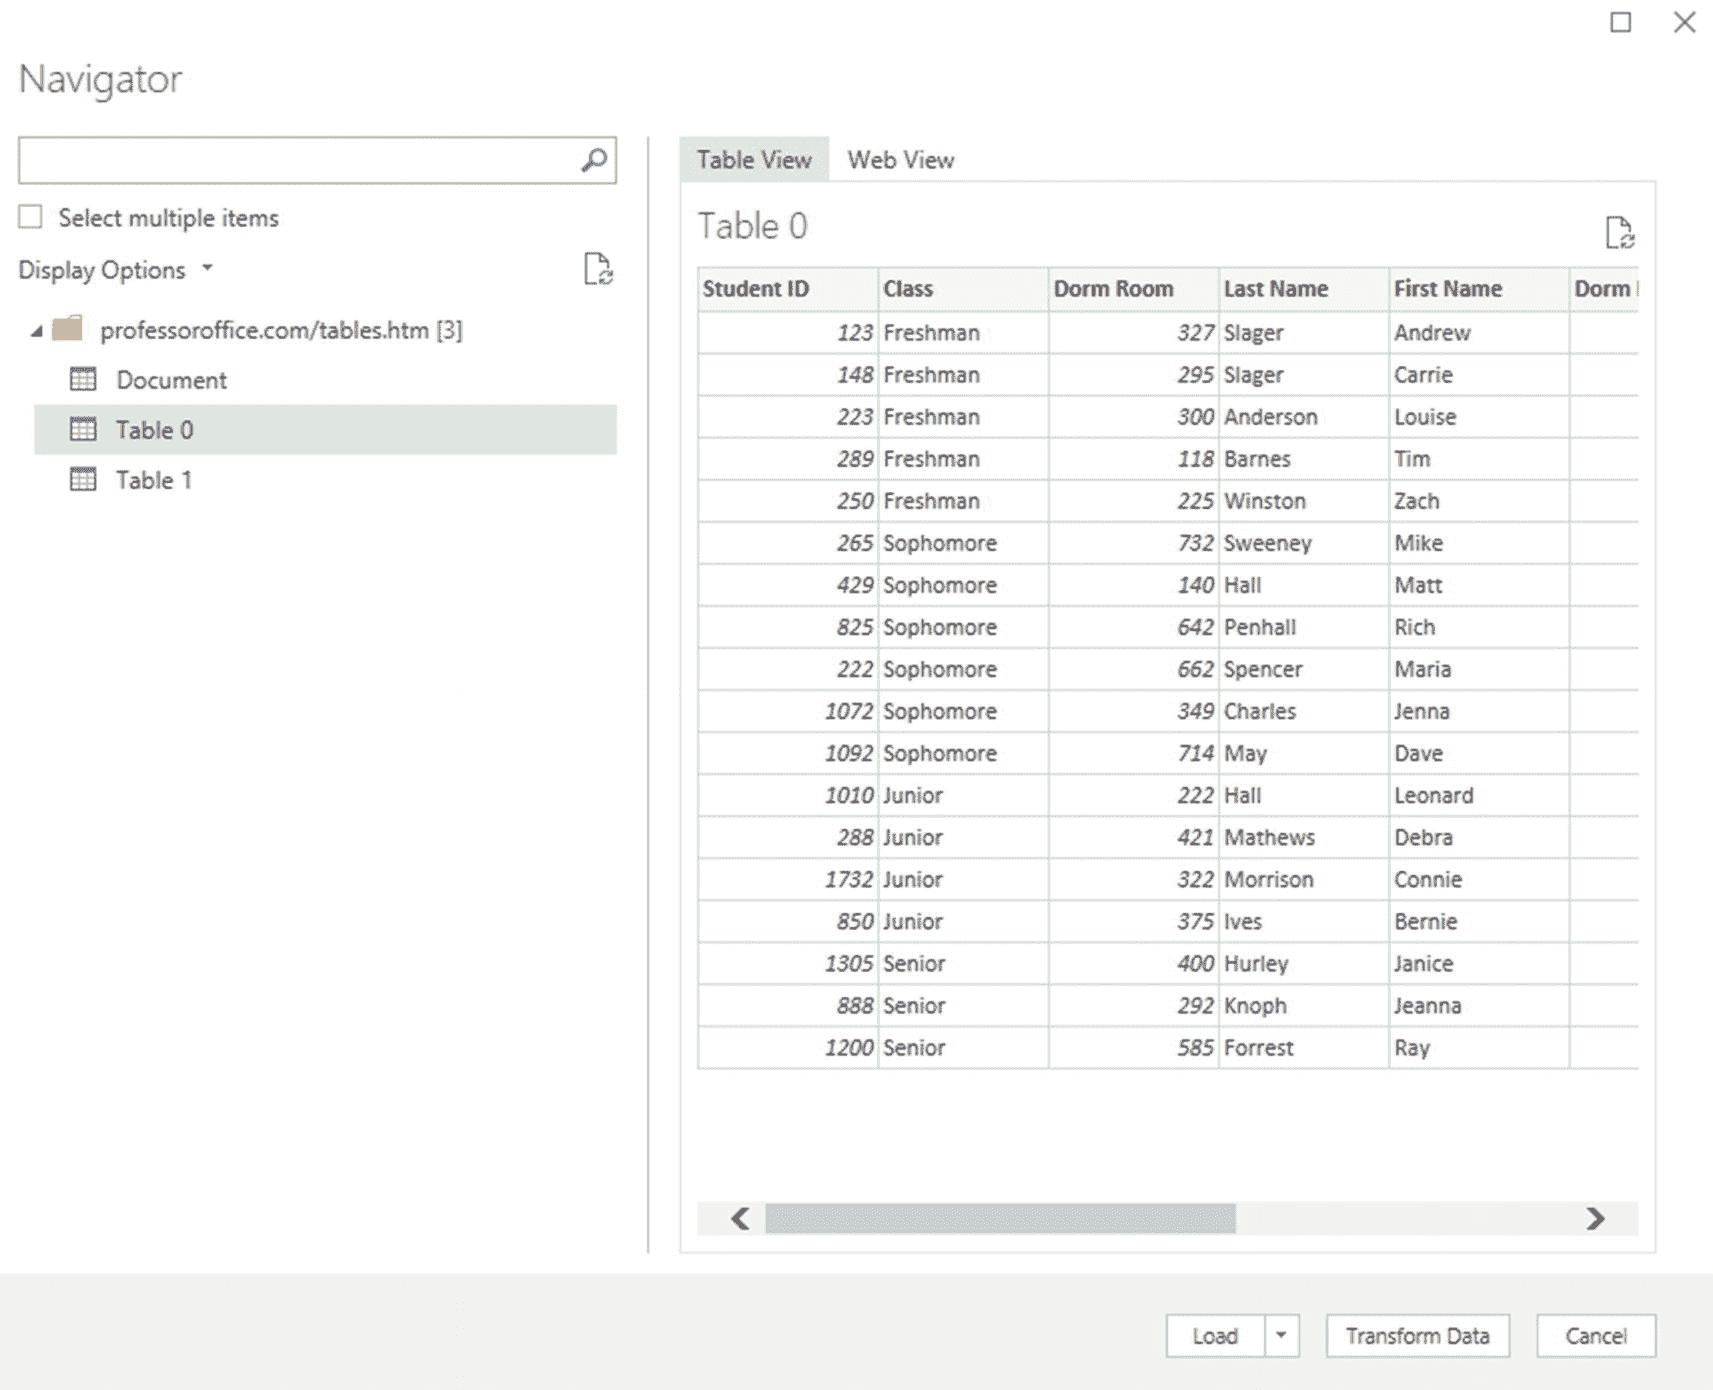 Navigator
Select multiple items
Display Options
professoroffice.com/tables.htm [3]
Document
Table 0
Table 1
Table View Web View
Table 0
Student ID Class Dorm Room Last Name First Name Dorm
123 Freshman 327 Slager Andrew
148 Freshman 295 Slager Carrie
223 Freshman 300 Anderson Louise
289 Freshman 118 Barnes Tim
250 Freshman 225 Winston Zach
265 Sophomore 732 Sweeney Mike
429 Sophomore 140 Hall Matt
825 Sophomore 642 Penhall Rich
222 Sophomore 662 Spencer Maria
1072 Sophomore 349 Charles Jenna
1092 Sophomore 714 May Dave
1010 Junior 222 Hall Leonard
288 Junior 421 Mathews Debra
1732 Junior 322 Morrison Connie
850 Junior 375 Ives Bernie
1305 Senior 400 Hurley Janice
888 Senior 292 Knoph Jeanna
1200 Senior 585 Forrest Ray
Load Transform Data Cancel